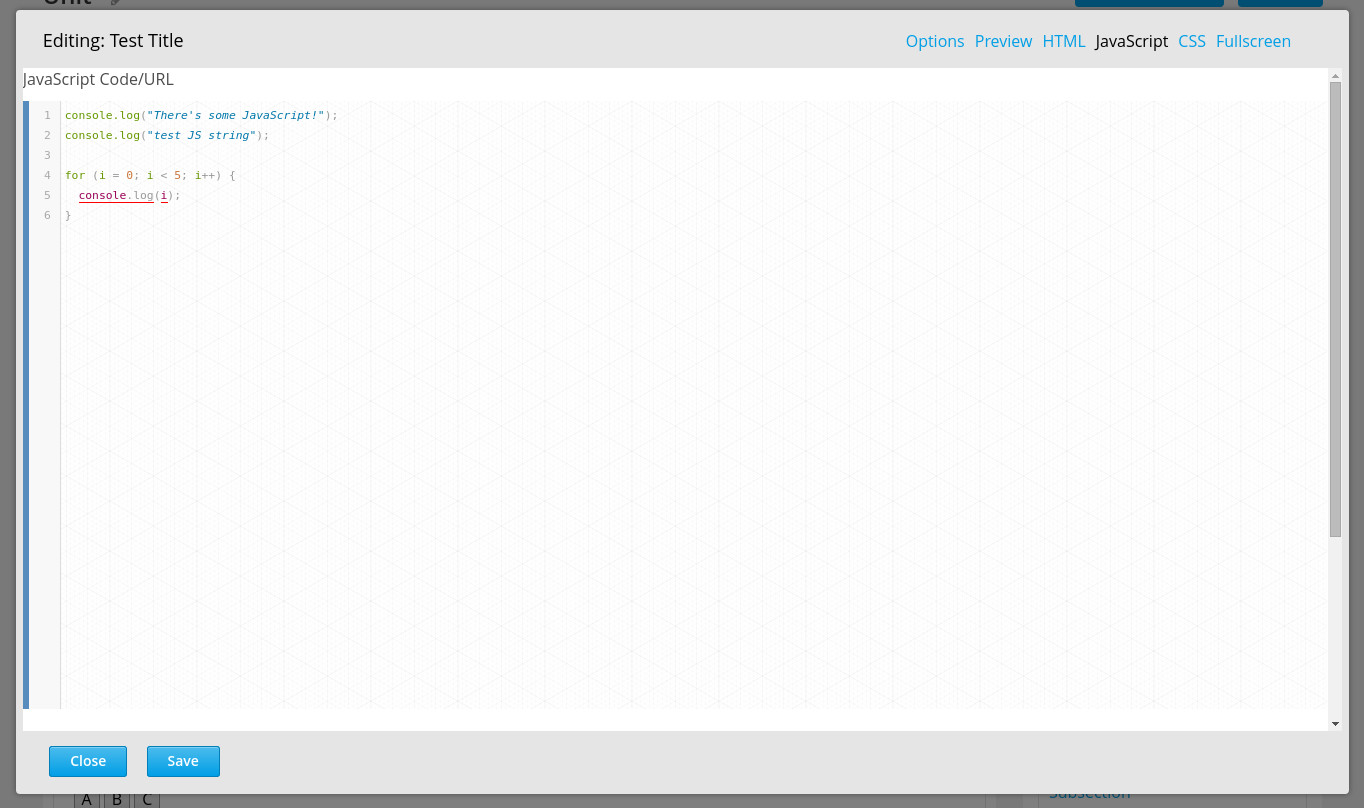 Editing: Test Title
Options Preview HTML JavaScript CSS Fullscreen
JavaScript Code/URL
1 console.log("There's some JavaScript!");
2 console.log("test JS string");
3
4 for (i = 0; i < 5; i++) {
5   console.log(i);
6 }
Close Save
A B C
Subsection